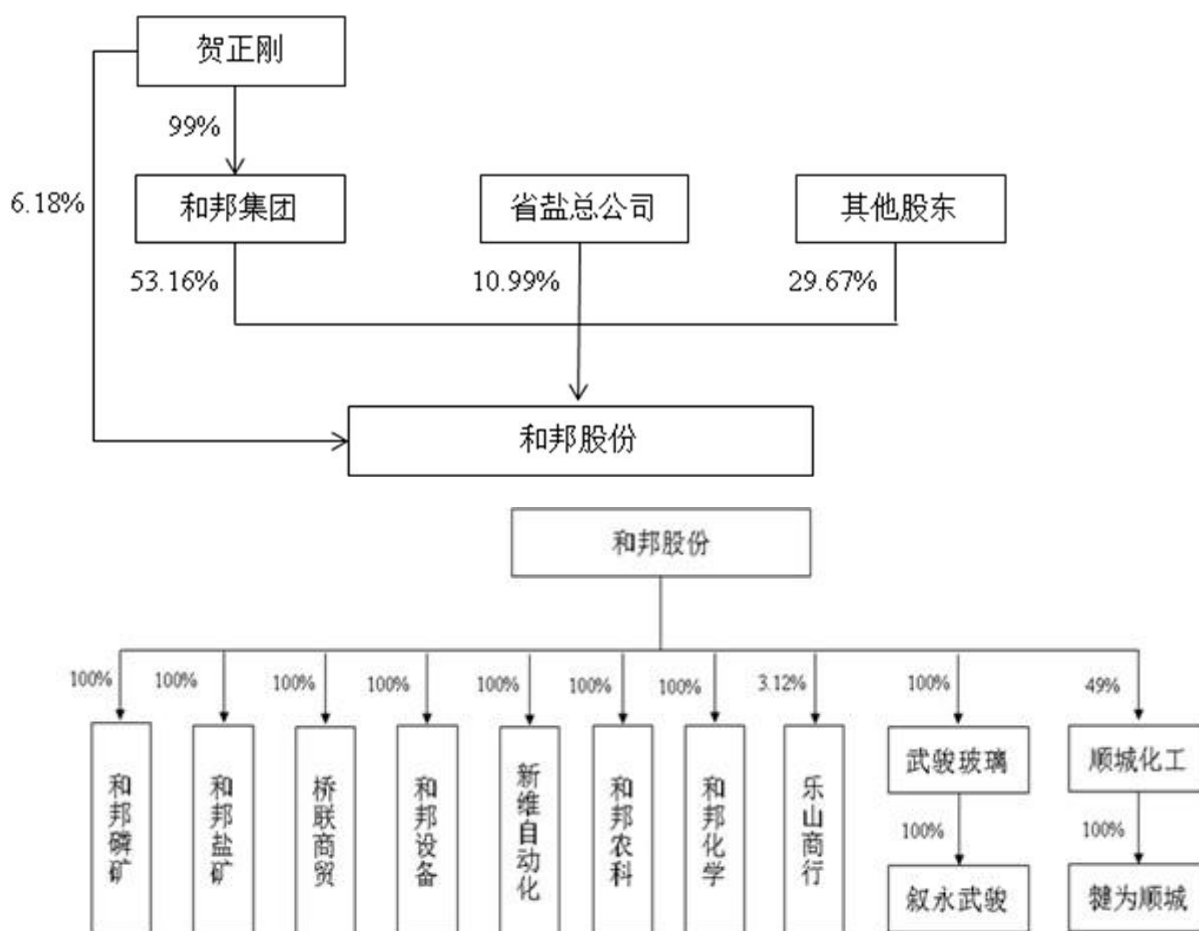 贺正刚
99%
6.18%
和邦集团
省盐总公司
其他股东
53.16%
10.99%
29.67%
和邦股份
和邦股份
100%
100%
100%
100%
100%
100%
100%
3.12%
100%
49%
和邦磷矿
和邦盐矿
桥联商贸
和邦设备
新维自动化
和邦农科
和邦化学
乐山商行
武骏玻璃
顺城化工
100%
100%
叙永武骏
犍为顺城